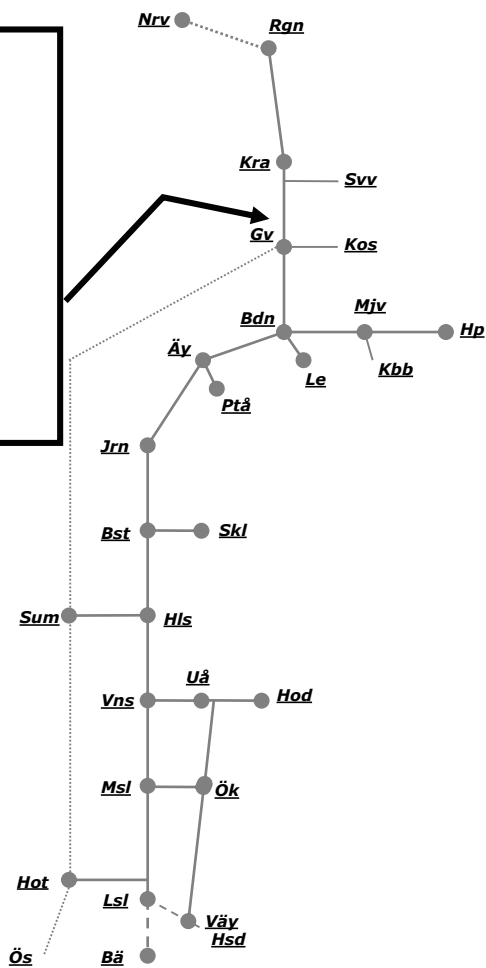 Nrv
Rgn
Kra
Svv
Gv
Kos
Bdn
Mjv
Hp
Äy
Le
Kbb
Ptå
Jrn
Bst
Skl
Sum
Hls
Uå
Vns
Hod
Msl
Ök
Hot
Lsl
Väy
Hsd
Ös
Bä